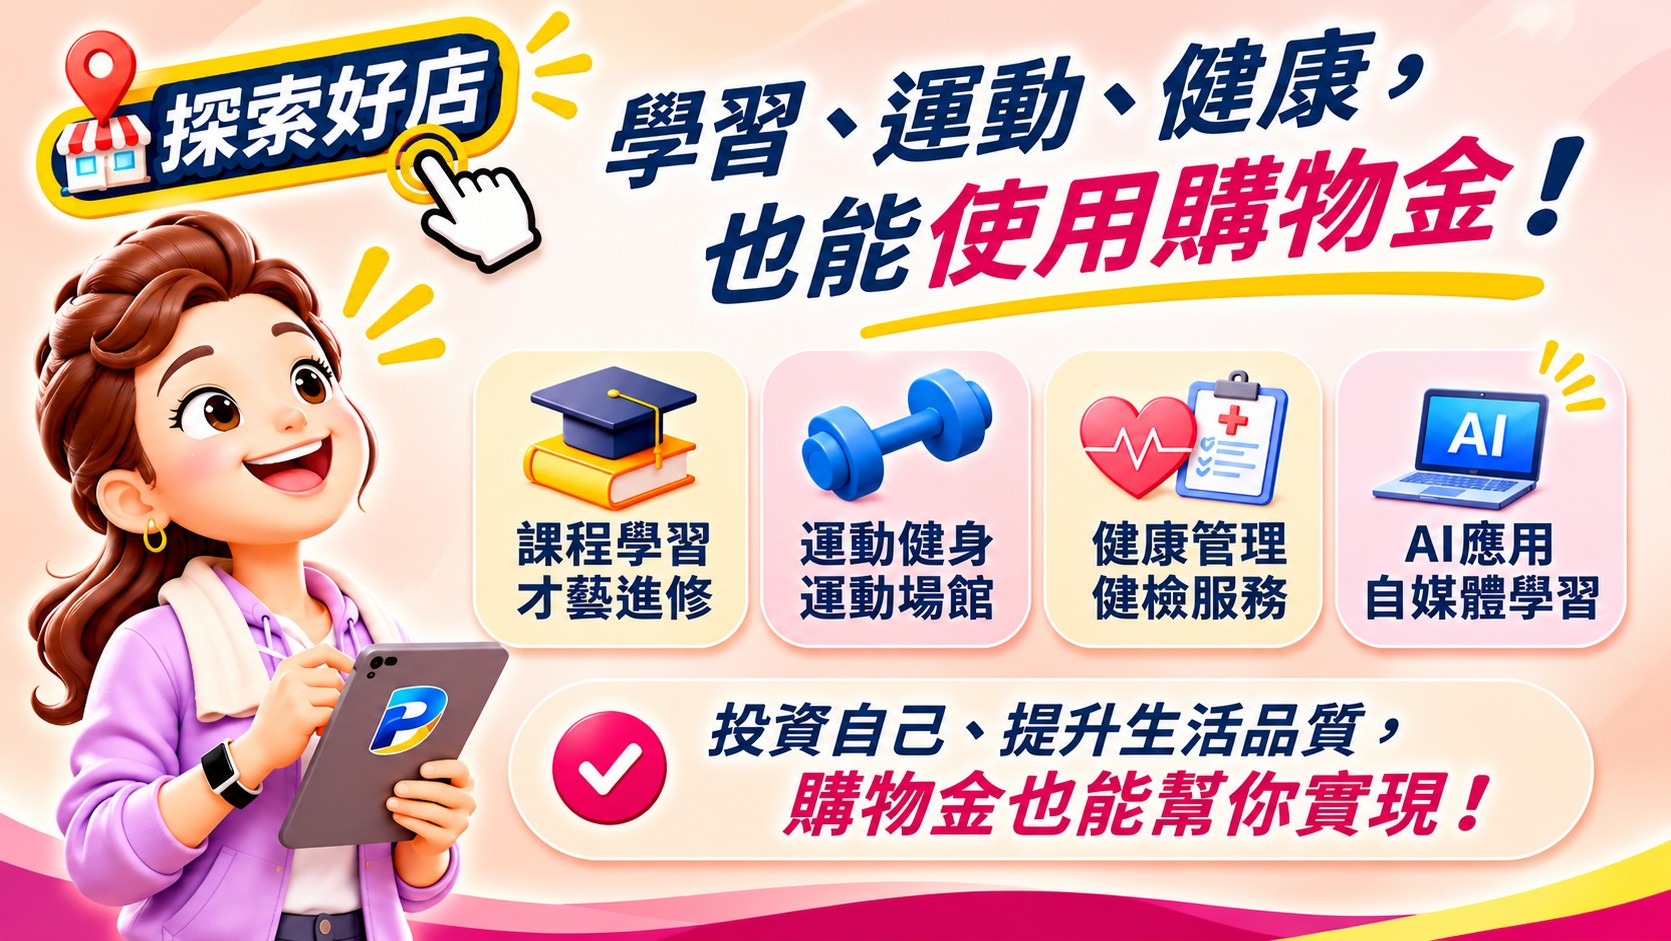 探索好店
學習、運動、健康，
也能使用購物金！
課程學習
才藝進修
運動健身
運動場館
健康管理
健檢服務
AI
AI應用
自媒體學習
P
投資自己、提升生活品質，
購物金也能幫你實現！